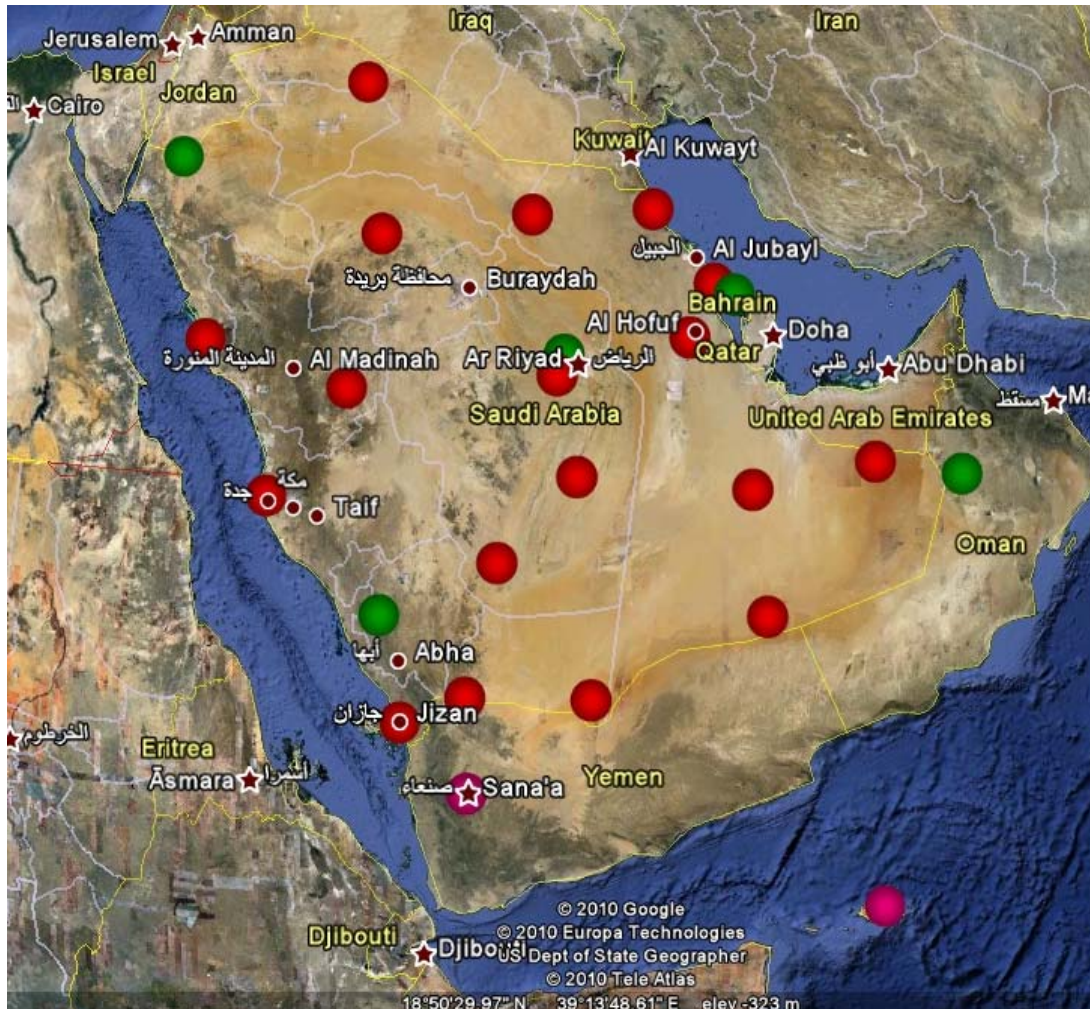 Iraq
Iran
Jerusalem
Amman
Israel
Jordan
Cairo
Kuwait
Al Kuwayt
الجبيل
Al Jubayl
محافظة بريدة
Buraydah
Bahrain
Al Hofuf
Doha
المدينة المنورة
Al Madinah
Ar Riyad
الرياض
Qatar
أبو ظبي
Abu Dhabi
مسقط
Saudi Arabia
United Arab Emirates
مكة
جدة
Taif
Oman
أبها
Abha
جازان
Jizan
الخرطوم
Eritrea
Āsmara
أسمرا
صنعاء
Sana'a
Yemen
Djibouti
Djibouti
© 2010 Google
© 2010 Europa Technologies
US Dept of State Geographer
© 2010 Tele Atlas
18°50'29.97" N 39°13'48.61" E elev -323 m